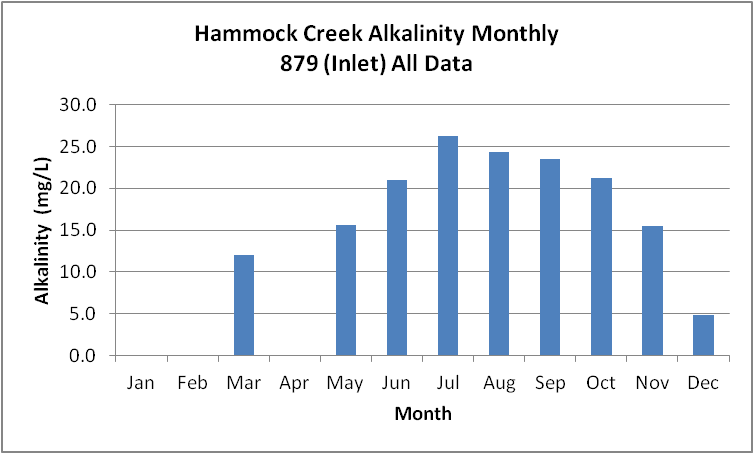 Hammock Creek Alkalinity Monthly
879 (Inlet) All Data
Alkalinity (mg/L)
30.0
25.0
20.0
15.0
10.0
5.0
0.0
Jan Feb Mar Apr May Jun Jul Aug Sep Oct Nov Dec
Month